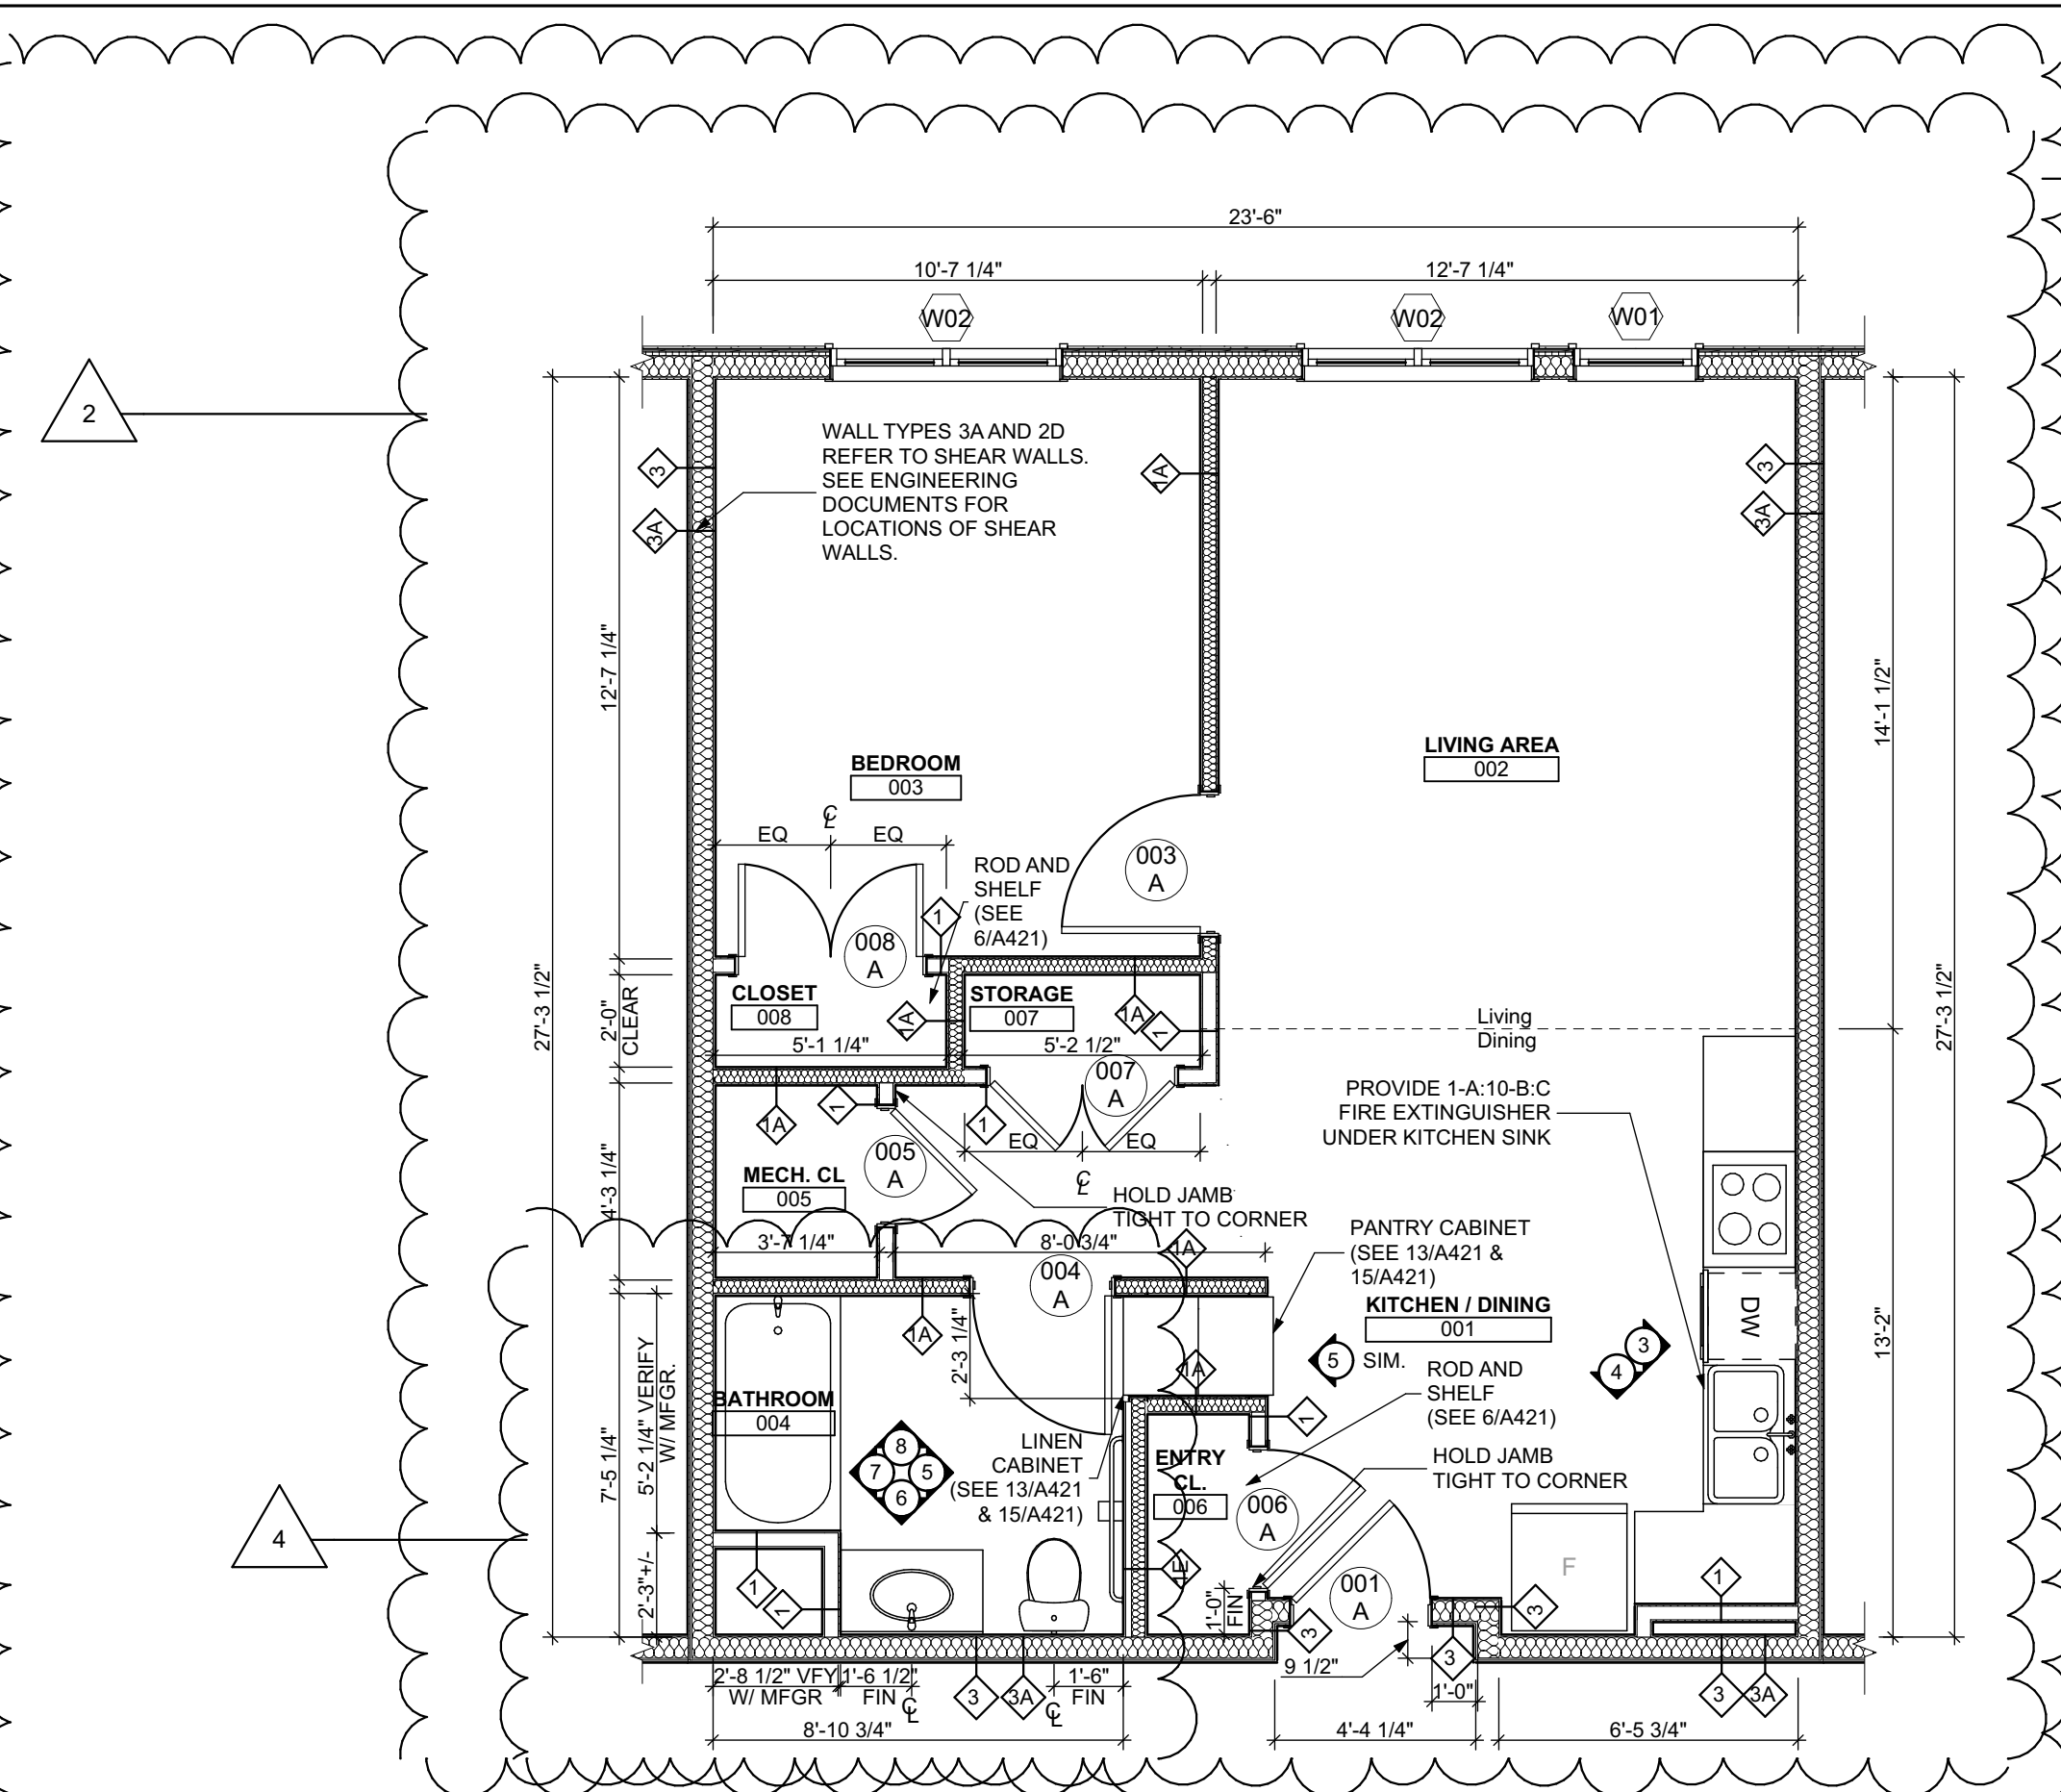 23'-6"
10'-7 1/4"
12'-7 1/4"
W02
W02
W01
2
WALL TYPES 3A AND 2D
REFER TO SHEAR WALLS.
SEE ENGINEERING
DOCUMENTS FOR
LOCATIONS OF SHEAR
WALLS.
3
3A
1A
3
3A
12'-7 1/4"
14'-1 1/2"
BEDROOM
003
LIVING AREA
002
EQ
EQ
003
A
ROD AND
SHELF
(SEE
6/A421)
1
008
A
27'-3 1/2"
27'-3 1/2"
2'-0"
CLEAR
CLOSET
008
1A
STORAGE
007
1A
1
Living
Dining
5'-1 1/4"
5'-2 1/2"
007
A
PROVIDE 1-A:10-B:C
FIRE EXTINGUISHER
UNDER KITCHEN SINK
1A
1
1
EQ
EQ
4'-3 1/4"
005
A
MECH. CL
005
HOLD JAMB
TIGHT TO CORNER
3'-7 1/4"
8'-0 3/4"
1A
PANTRY CABINET
(SEE 13/A421 &
15/A421)
004
A
KITCHEN / DINING
001
DW
13'-2"
1A
2'-3 1/4"
1A
5
SIM.
3
4
ROD AND
SHELF
(SEE 6/A421)
1
BATHROOM
004
5'-2 1/4" VERIFY
W/ MFGR.
7'-5 1/4"
8
7
5
6
LINEN
CABINET
(SEE 13/A421
& 15/A421)
ENTRY
CL.
006
HOLD JAMB
TIGHT TO CORNER
006
A
4
1
1
1E
F
1
001
A
3
2'-3"+/-
1'-0"
FIN
3
3
9 1/2"
1'-0"
2'-8 1/2" VFY
W/ MFGR
1'-6 1/2"
FIN
3
3A
1'-6"
FIN
3
3A
8'-10 3/4"
4'-4 1/4"
6'-5 3/4"